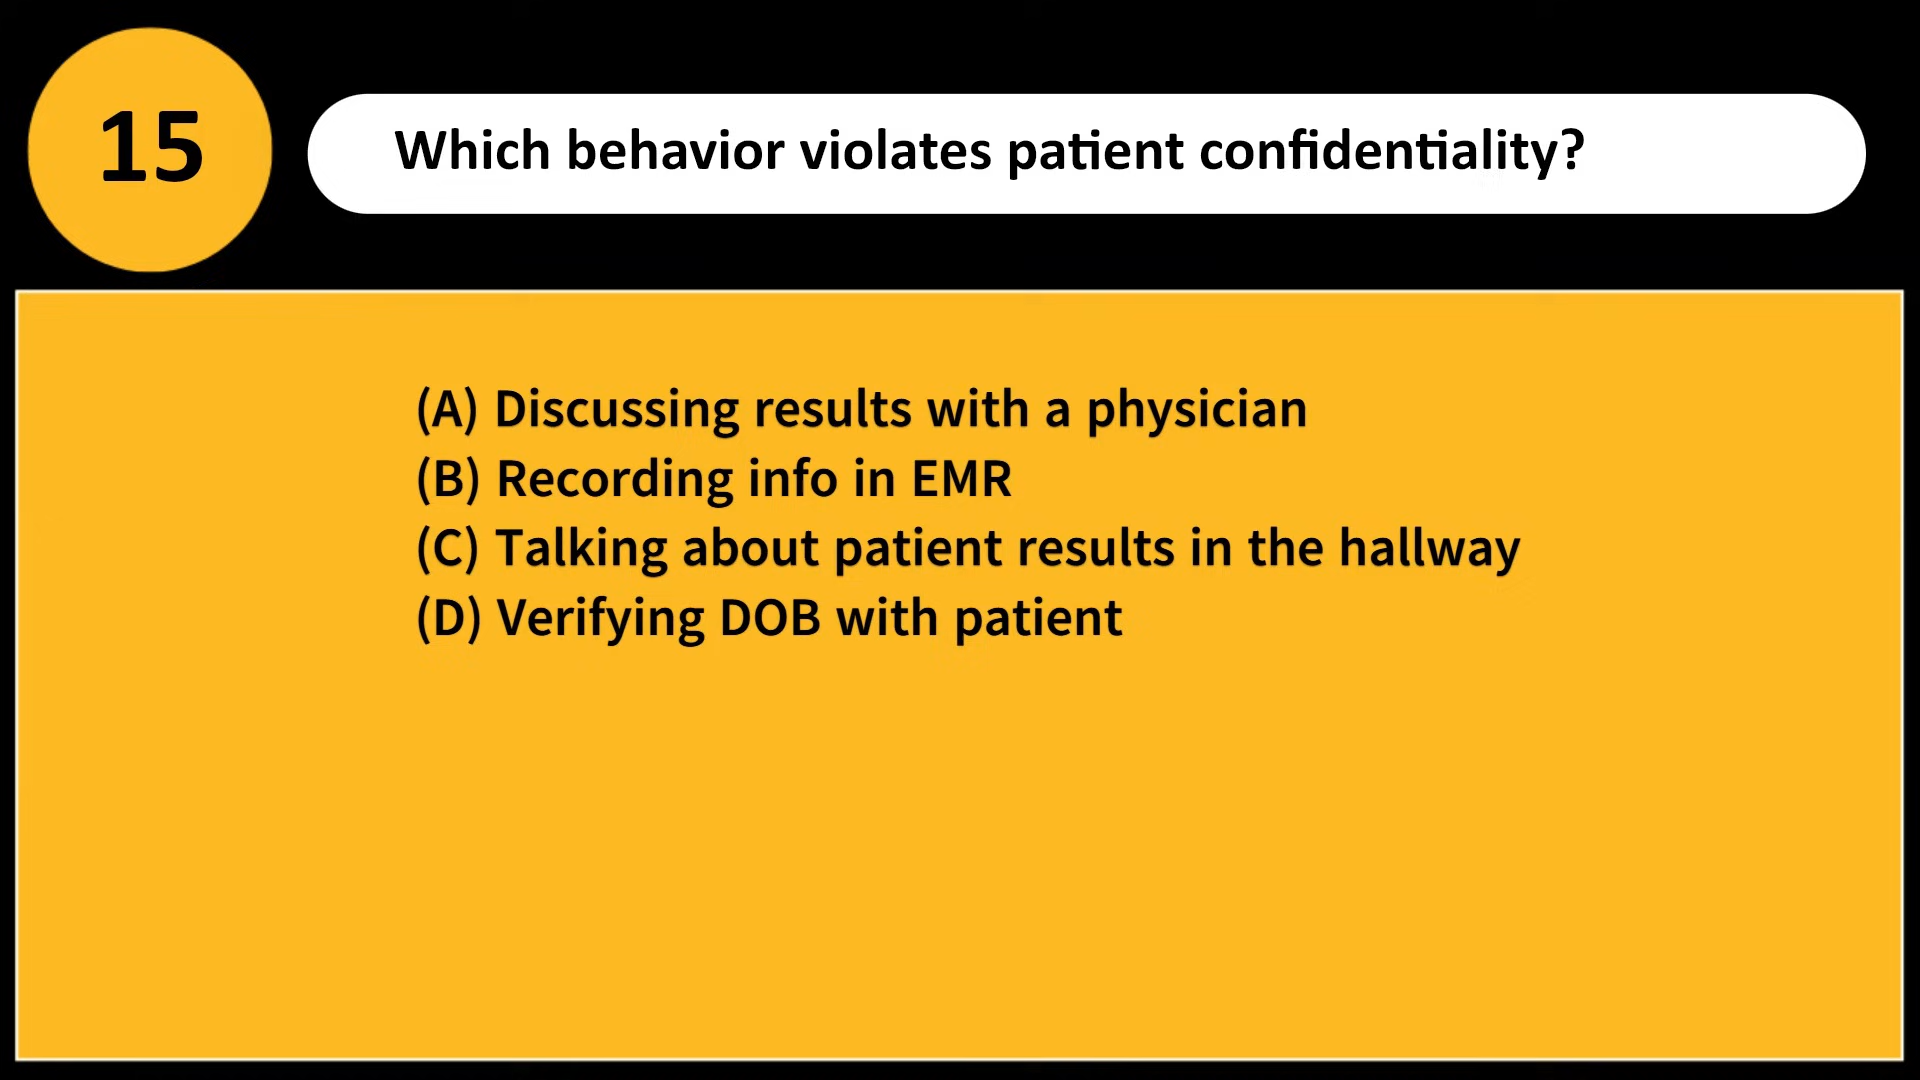 15
Which behavior violates patient confidentiality?
(A) Discussing results with a physician
(B) Recording info in EMR
(C) Talking about patient results in the hallway
(D) Verifying DOB with patient